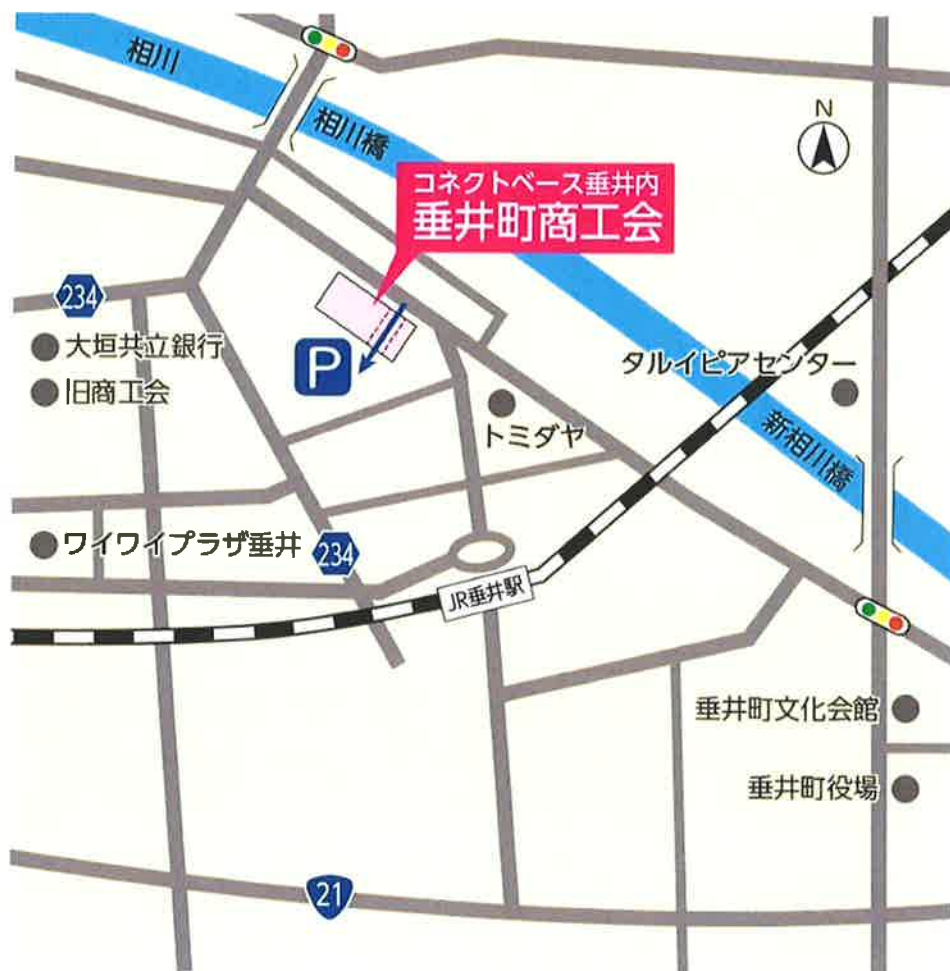 相川
相川橋
N
コネクトベース垂井内
垂井町商工会
234
大垣共立銀行
旧商工会
P
タルイピアセンター
トミダヤ
新相川橋
ワイワイプラザ垂井
234
JR垂井駅
垂井町文化会館
垂井町役場
21